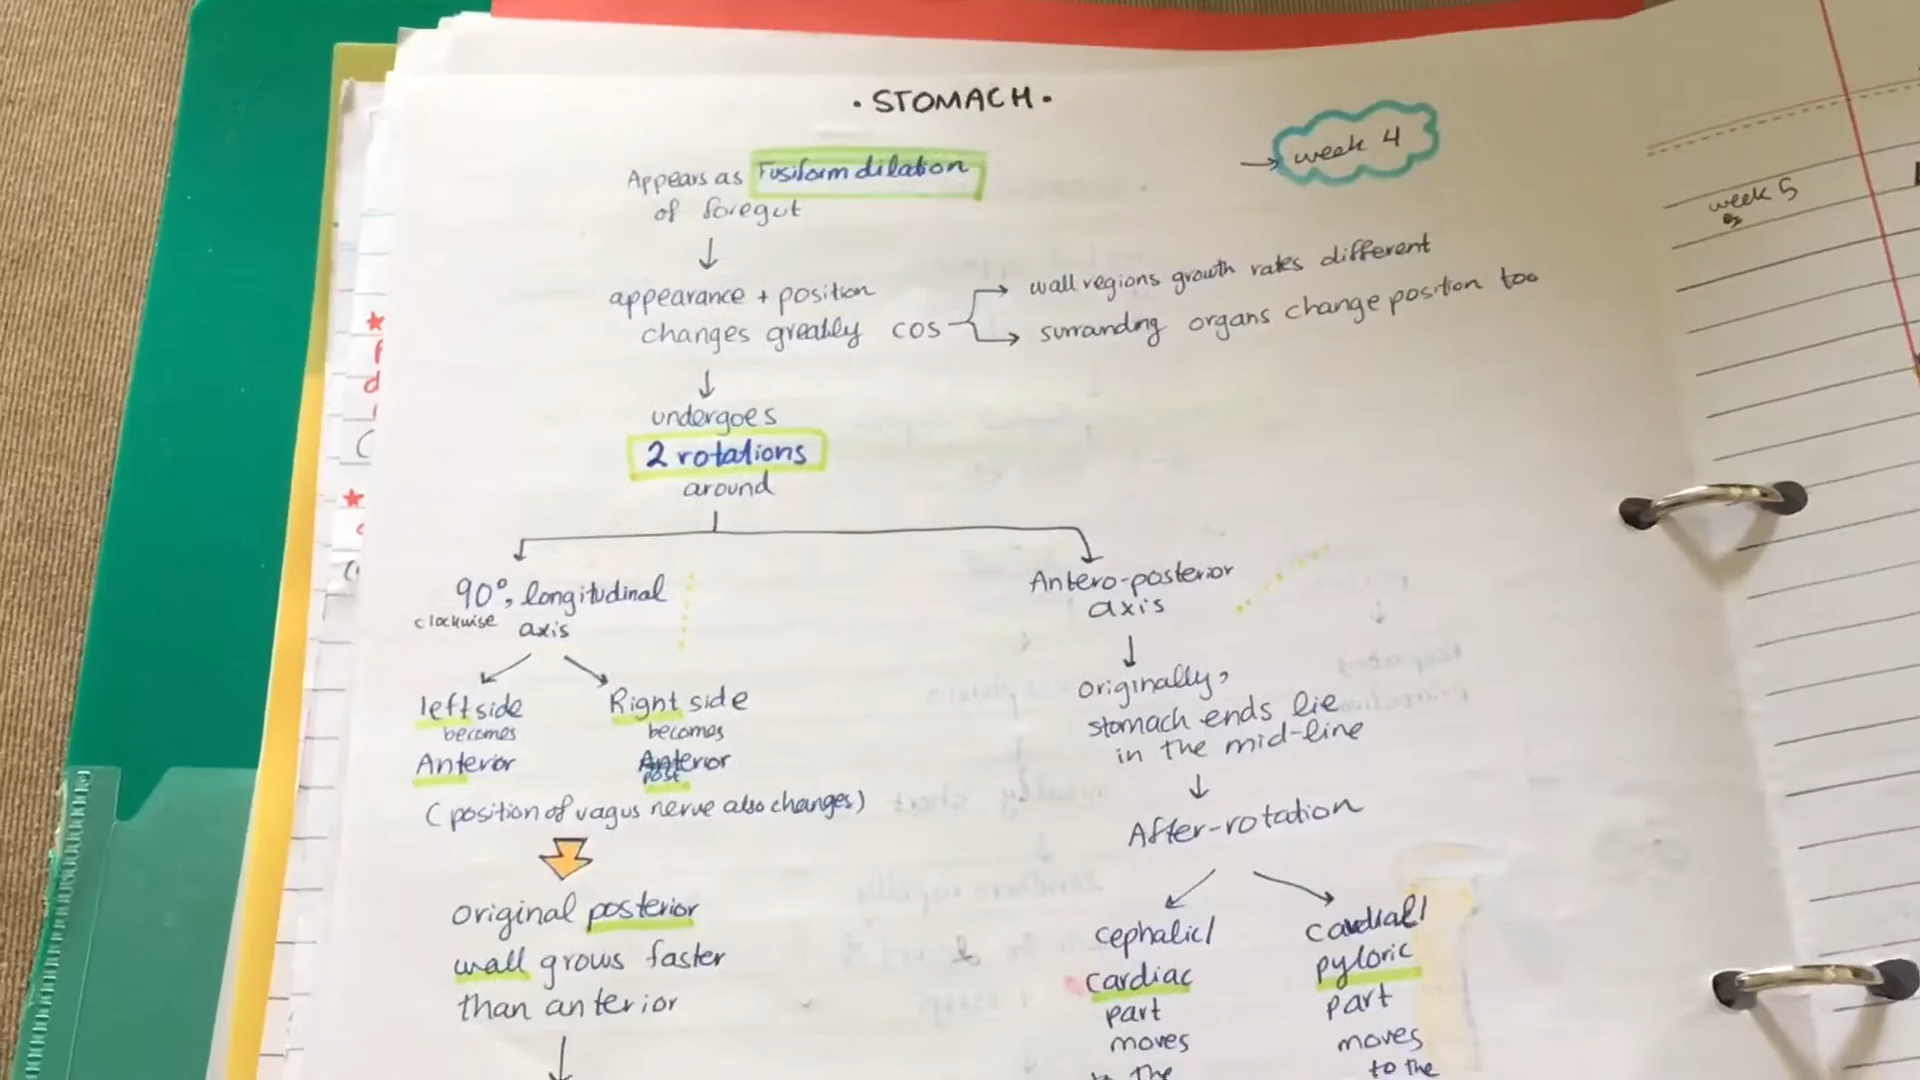 • STOMACH •
→ week 4
Appears as Fusiform dilation
of foregut
↓
appearance + position
changes greatly cos
→ wall regions growth rates different
→ surrounding organs change position too
↓
undergoes
2 rotations
around
90°, longitudinal
clockwise axis
left side
becomes
Anterior
Right side
becomes
Anterior
post
(position of vagus nerve also changes)
original posterior
wall grows faster
than anterior
↓
Antero-posterior
axis
↓
originally,
stomach ends lie
in the mid-line
↓
After-rotation
cephalic/
cardiac
part
moves
to the
caudal/
pyloric
part
moves
to the
week 5